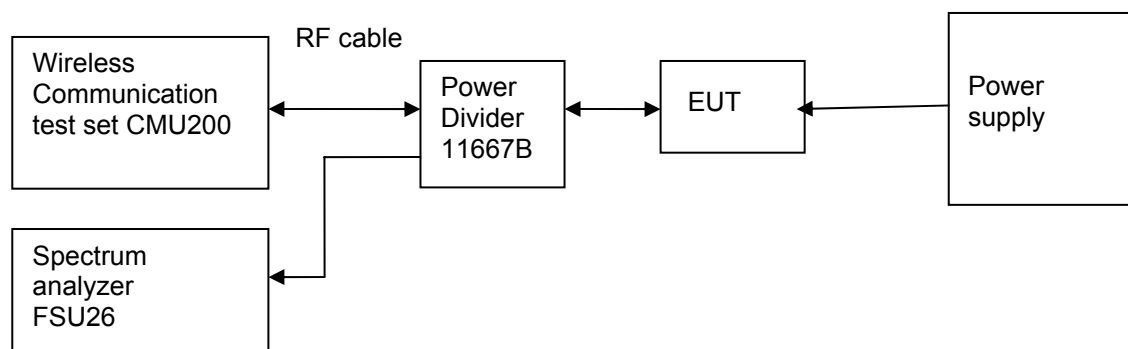 RF cable
Wireless
Communication
test set CMU200
Power
Divider
11667B
EUT
Power
supply
Spectrum
analyzer
FSU26